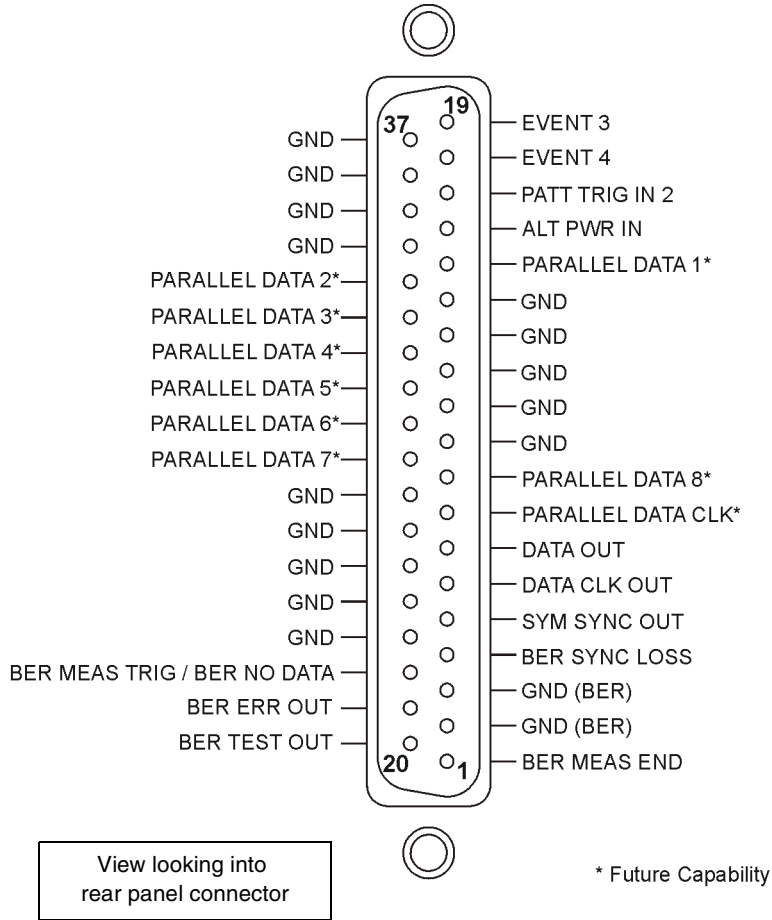 19
37
GND
GND
GND
GND
PARALLEL DATA 2*
PARALLEL DATA 3*
PARALLEL DATA 4*
PARALLEL DATA 5*
PARALLEL DATA 6*
PARALLEL DATA 7*
GND
GND
GND
GND
GND
BER MEAS TRIG / BER NO DATA
BER ERR OUT
BER TEST OUT
EVENT 3
EVENT 4
PATT TRIG IN 2
ALT PWR IN
PARALLEL DATA 1*
GND
GND
GND
GND
GND
PARALLEL DATA 8*
PARALLEL DATA CLK*
DATA OUT
DATA CLK OUT
SYM SYNC OUT
BER SYNC LOSS
GND (BER)
GND (BER)
BER MEAS END
20
1
View looking into
rear panel connector
* Future Capability